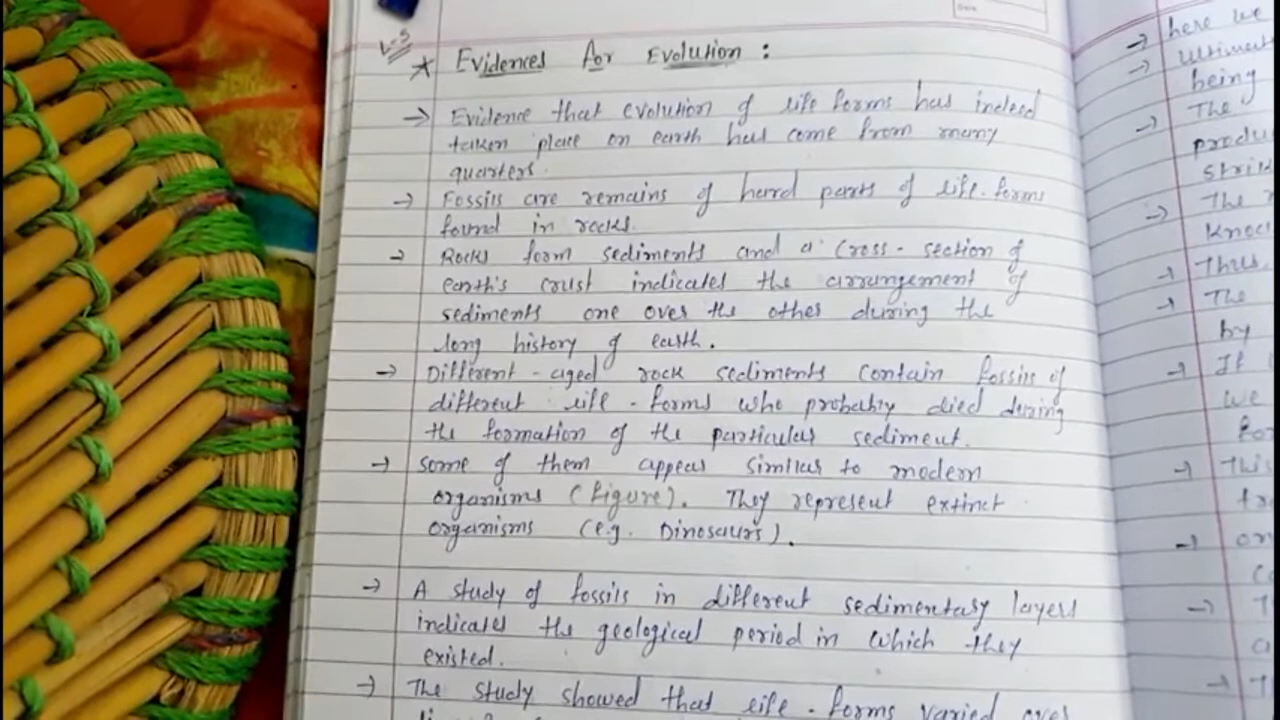 L-5
★ Evidences for Evolution :
→ Evidence that evolution of life forms has indeed
taken place on earth has come from many
quarters.
→ Fossils are remains of hard parts of life-forms
found in rocks.
→ Rocks form sediments and a cross-section of
earth's crust indicates the arrangement of
sediments one over the other during the
long history of earth.
→ Different-aged rock sediments contain fossils of
different life-forms who probably died during
the formation of the particular sediment.
→ Some of them appear similar to modern
organisms (figure). They represent extinct
organisms (e.g. Dinosaurs).
→ A study of fossils in different sedimentary layers
indicates the geological period in which they
existed.
→ The study showed that life-forms varied over
→ here we
→
being
→ The
→ The
→ Thus
→ The
by
→ If
we
→ This